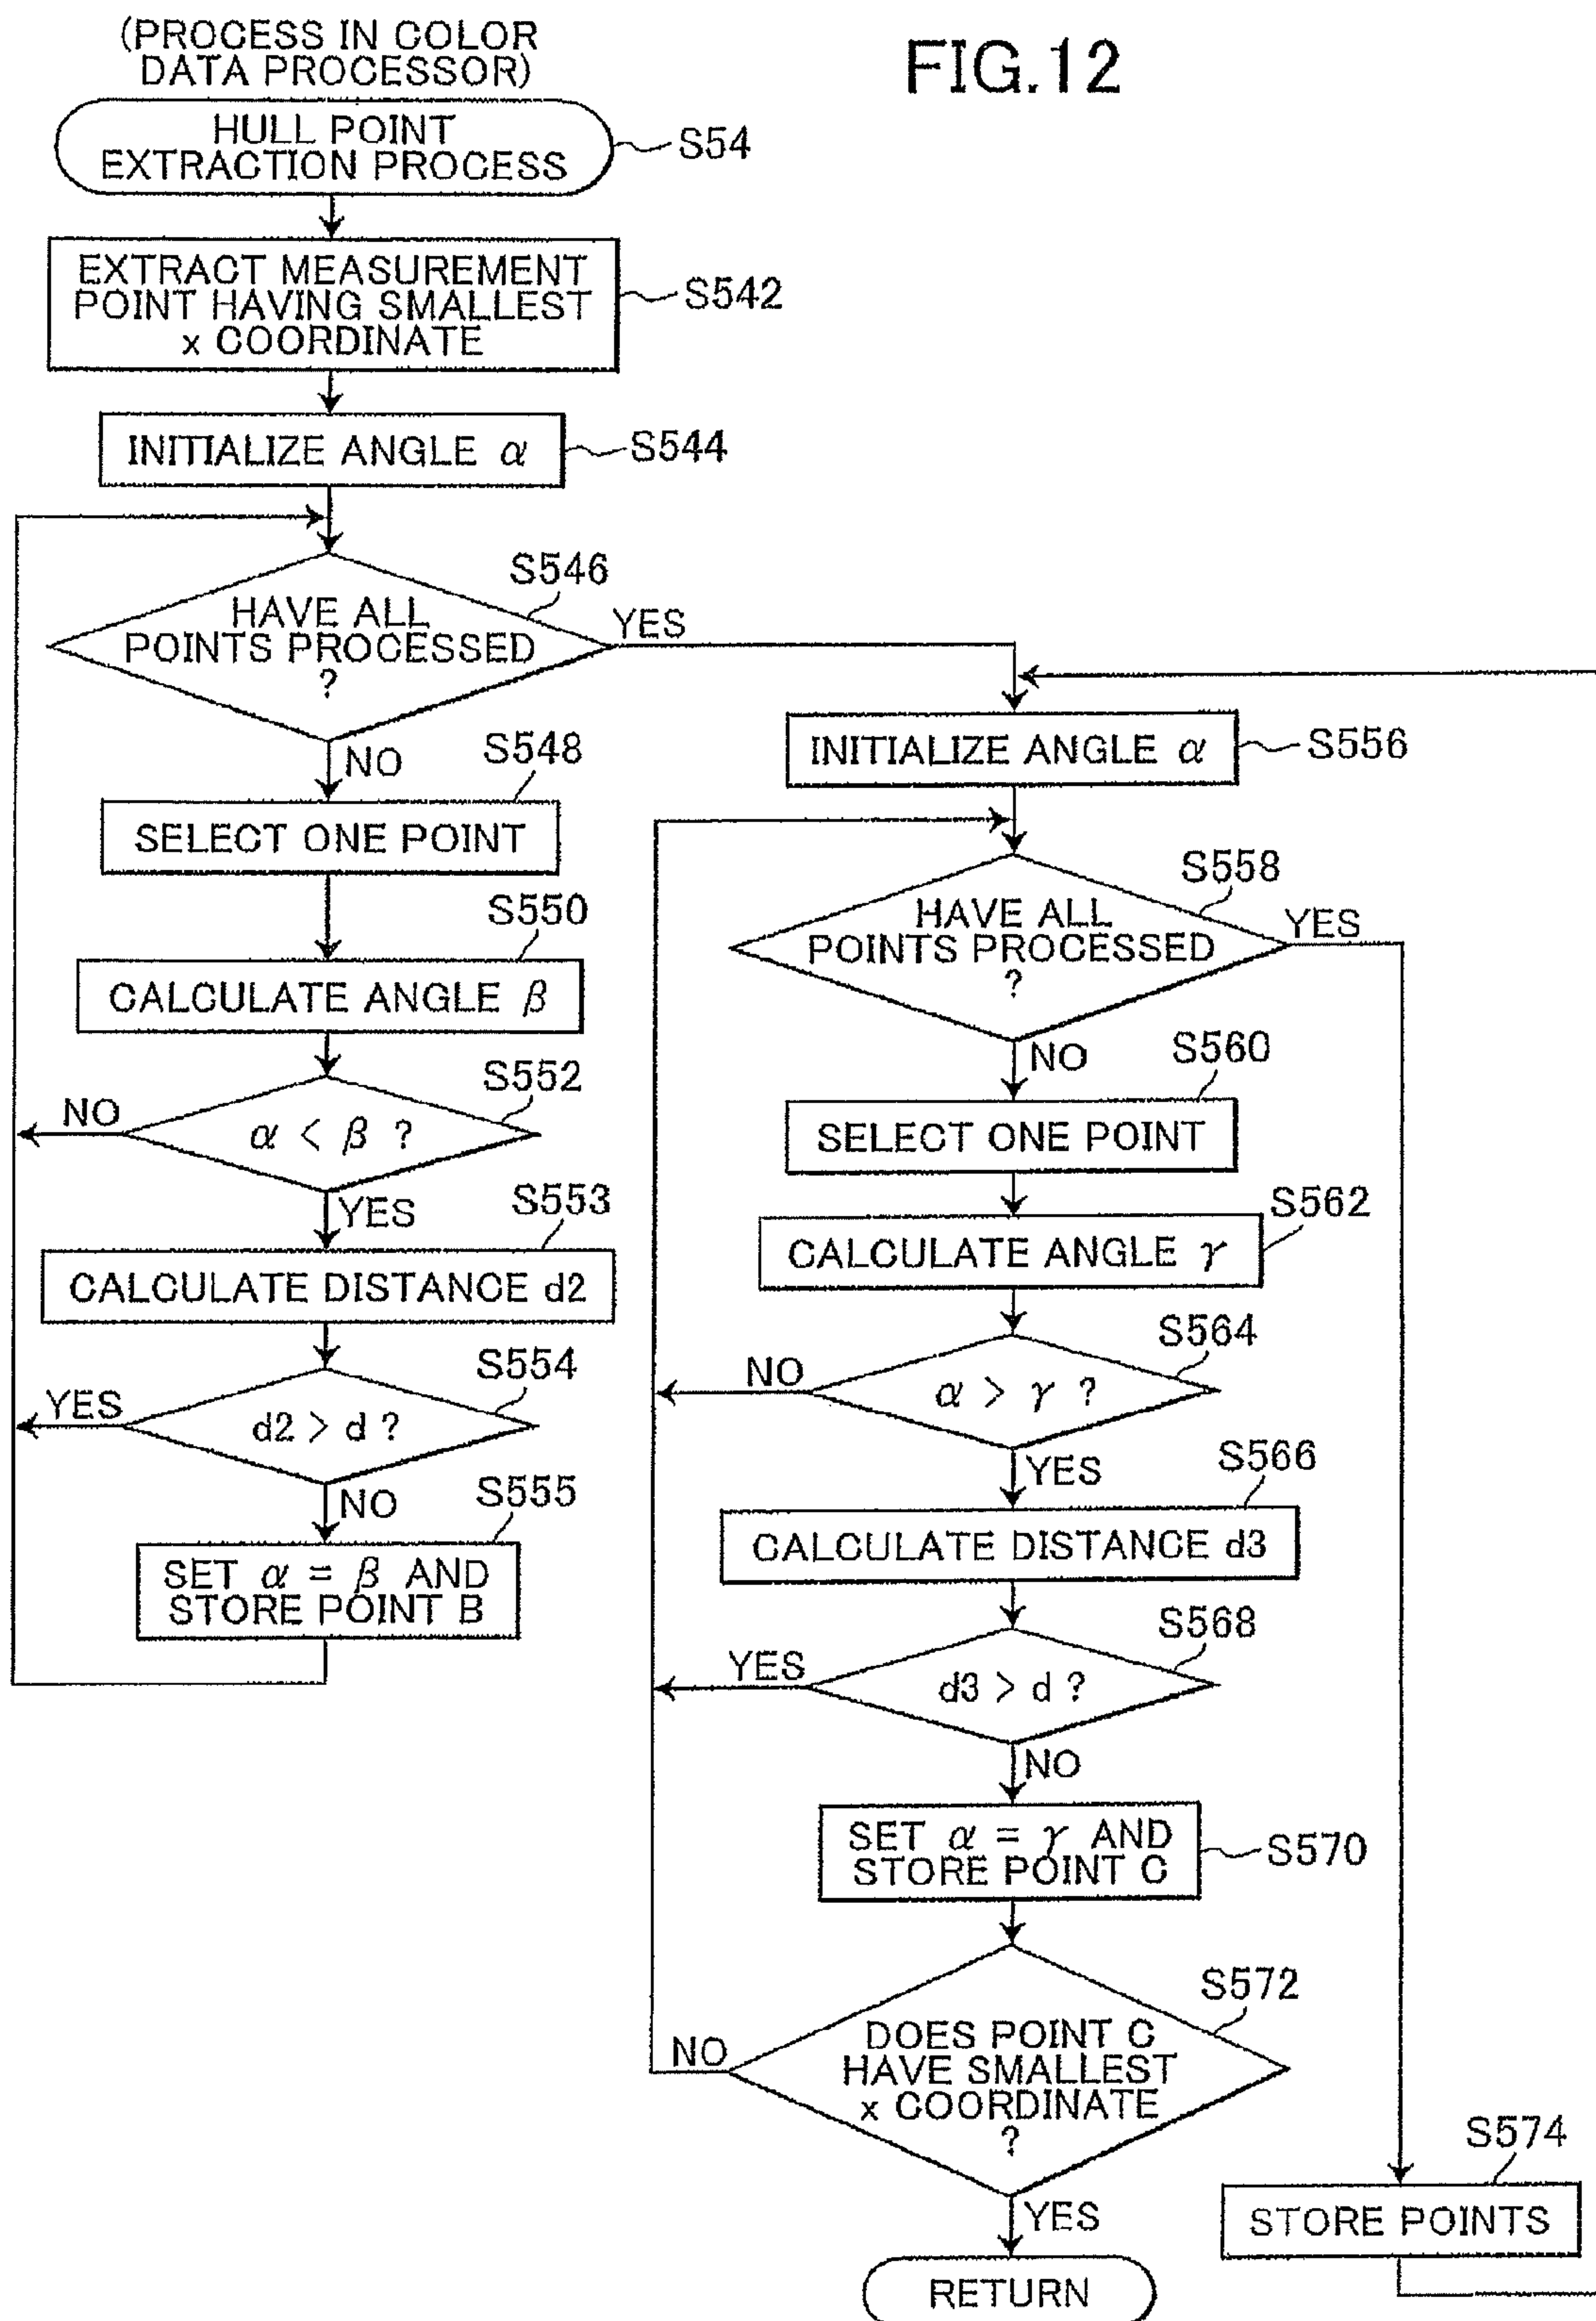 (PROCESS IN COLOR
DATA PROCESSOR)
FIG.12
HULL POINT
EXTRACTION PROCESS
S54
EXTRACT MEASUREMENT
POINT HAVING SMALLEST
x COORDINATE
S542
INITIALIZE ANGLE α
S544
S546
HAVE ALL
POINTS PROCESSED
?
YES
NO
S548
SELECT ONE POINT
S550
CALCULATE ANGLE β
S552
α < β ?
NO
YES
S553
CALCULATE DISTANCE d2
S554
d2 > d ?
YES
NO
S555
SET α = β AND
STORE POINT B
INITIALIZE ANGLE α
S556
S558
HAVE ALL
POINTS PROCESSED
?
YES
NO
S560
SELECT ONE POINT
S562
CALCULATE ANGLE γ
S564
α > γ ?
NO
YES
S566
CALCULATE DISTANCE d3
S568
d3 > d ?
YES
NO
SET α = γ AND
STORE POINT C
S570
S572
DOES POINT C
HAVE SMALLEST
x COORDINATE
?
NO
YES
RETURN
S574
STORE POINTS